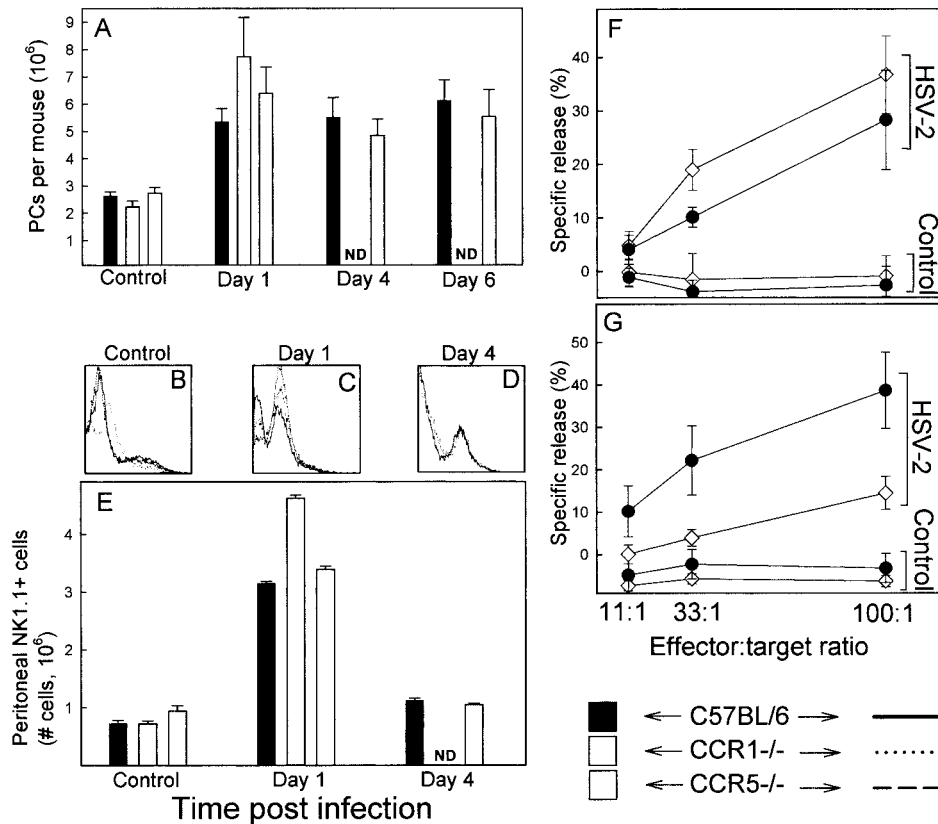 A
PCs per mouse (10⁶)
9
8
7
6
5
4
3
2
1
ND
ND
Control
Day 1
Day 4
Day 6
Control
Day 1
Day 4
B
C
D
E
Peritoneal NK1.1+ cells
(# cells, 10⁶)
4
3
2
1
ND
Control
Day 1
Day 4
Time post infection
F
Specific release (%)
40
30
20
10
0
HSV-2
Control
G
Specific release (%)
50
40
30
20
10
0
HSV-2
Control
11:1
33:1
100:1
Effector:target ratio
C57BL/6
CCR1-/-
CCR5-/-